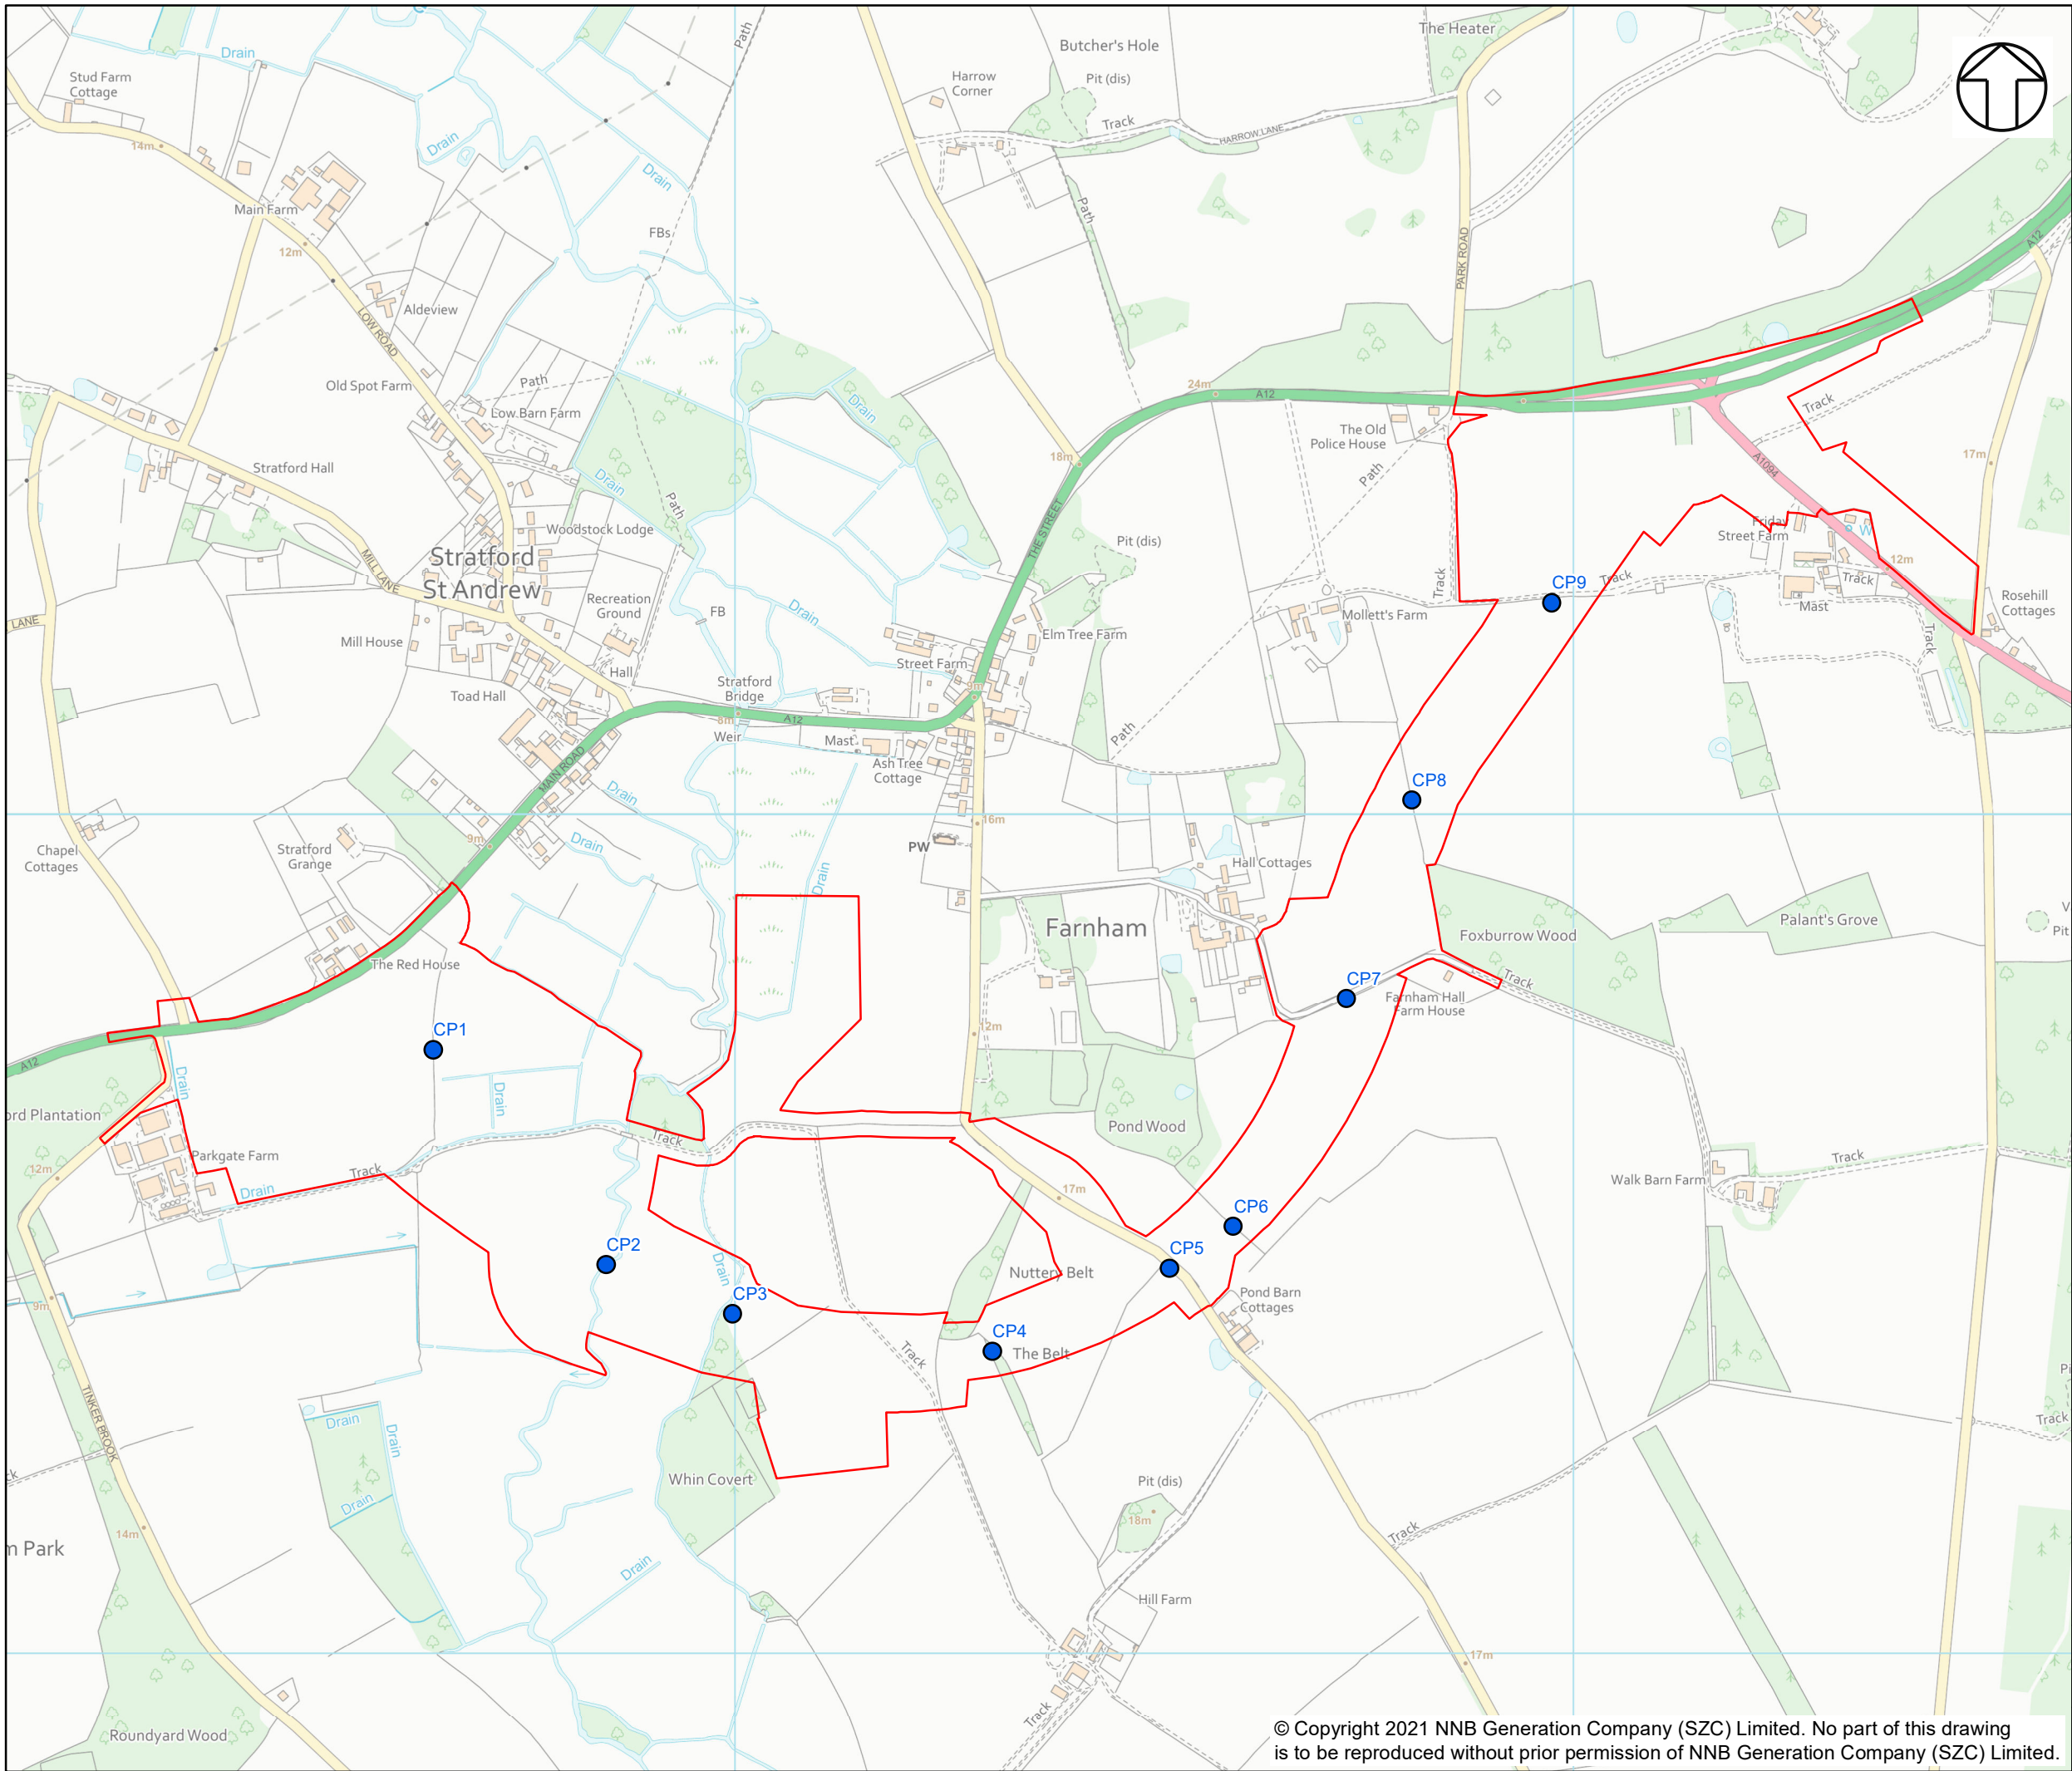 The Heater
Butcher's Hole
Drain
Stud Farm
Cottage
Harrow
Corner
Pit (dis)
Path
Track
HARROW LANE
14m
Drain
Drain
Main Farm
Path
FBs
12m
PARK ROAD
A12
Aldeview
LOW ROAD
Old Spot Farm
Path
Low Barn Farm
Drain
24m
A12
The Old
Police House
Track
Stratford Hall
18m
17m
Path
A1094
Drain
Path
Woodstock Lodge
THE STREET
Pit (dis)
Friday
Street Farm
W
Stratford
St Andrew
MILL LANE
12m
Recreation
Ground
Drain
FB
Track
CP9
Track
Track
Mast
Rosehill
Cottages
LANE
Mill House
Elm Tree Farm
Mollett's Farm
Track
Hall
Street Farm
Toad Hall
Stratford
Bridge
9m
8m
A12
Weir
Mast
Path
Ash Tree
Cottage
MAIN ROAD
Drain
CP8
9m
Drain
16m
Chapel
Cottages
Stratford
Grange
PW
Hall Cottages
Drain
Farnham
Palant's Grove
Pit
V
Foxburrow Wood
The Red House
CP7
Track
Farnham Hall
Farm House
CP1
12m
A12
Drain
Drain
ord Plantation
Pond Wood
Track
Parkgate Farm
Track
Track
12m
Drain
Walk Barn Farm
17m
CP6
CP2
CP5
Drain
Nuttery Belt
CP3
Pond Barn
Cottages
9m
CP4
The Belt
Track
Pi
TINKER BROOK
Drain
Drain
Track
ck
Whin Covert
Pit (dis)
18m
Drain
14m
Track
m Park
Drain
Hill Farm
17m
Track
Roundyard Wood
© Copyright 2021 NNB Generation Company (SZC) Limited. No part of this drawing
is to be reproduced without prior permission of NNB Generation Company (SZC) Limited.